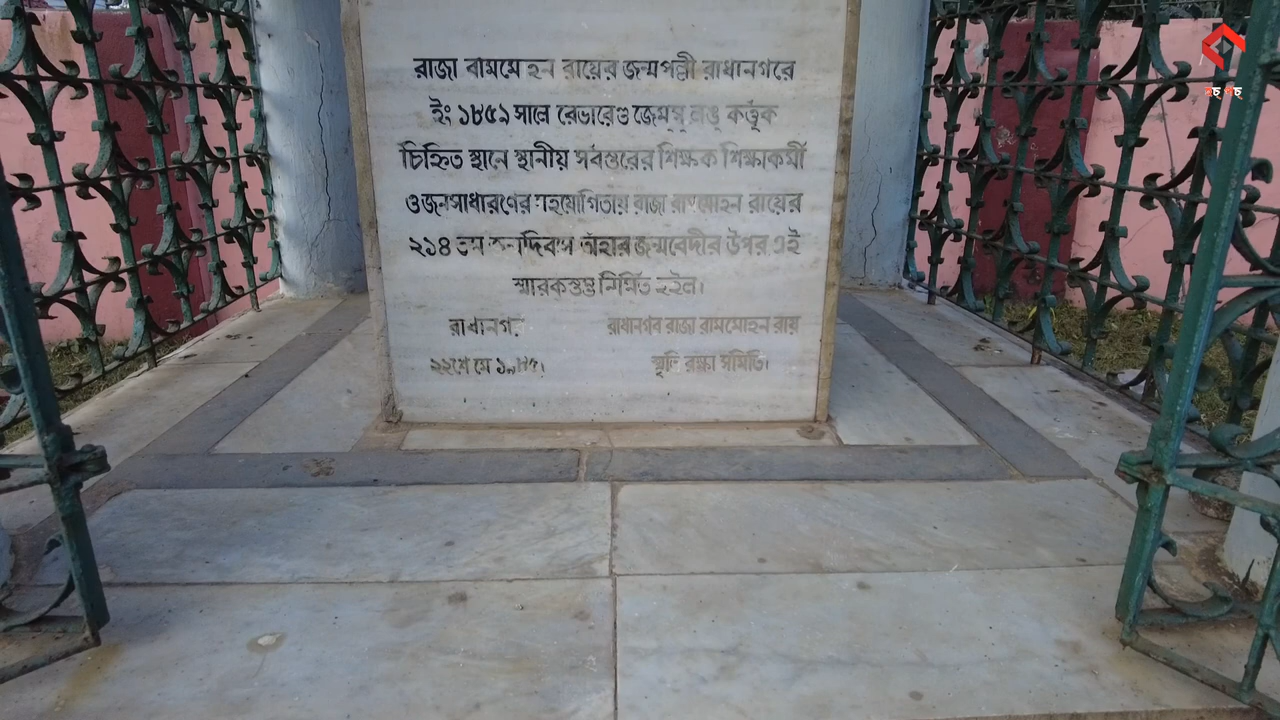 রাজা রামমোহন রায়ের জন্মপল্লী রাধানগরে
ইং ১৮৫১ সালে রেভারেণ্ড জেমস্ লঙ্ কর্তৃক
চিহ্নিত স্থানে স্থানীয় সর্বস্তরের শিক্ষক শিক্ষাকর্মী
ও জনসাধারণের সহযোগিতায় রাজা রামমোহন রায়ের
২১৪ তম জন্মদিবসে তাঁহার জন্মবেদীর উপর এই
স্মারকস্তম্ভ নির্মিত হইল।
রাধানগর রাধানগর রাজা রামমোহন রায়
২২শে মে স্মৃতি রক্ষা সমিতি।